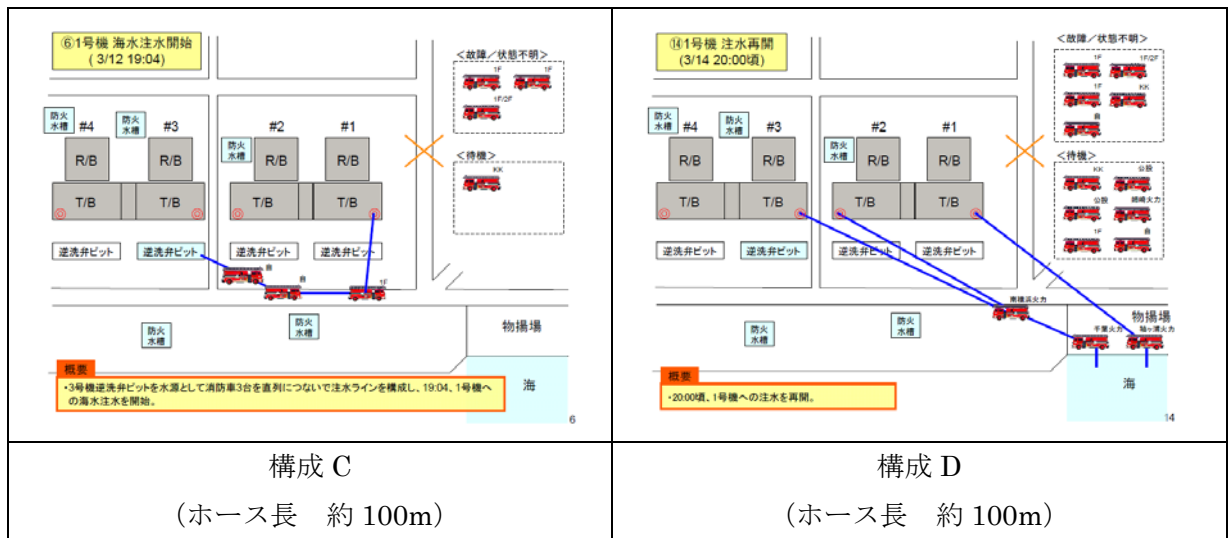 ⑥1号機 海水注水開始
( 3/12 19:04)
<故障/状態不明>
1F
1F
1F/2F
<待機>
KK
防火
水槽
#4
防火
水槽
#3
#2
#1
防火
水槽
R/B
R/B
R/B
R/B
T/B
T/B
T/B
T/B
逆洗弁ピット
逆洗弁ピット
逆洗弁ピット
逆洗弁ピット
自
自
1F
防火
水槽
防火
水槽
物揚場
海
概要
・3号機逆洗弁ピットを水源として消防車3台を直列につないで注水ラインを構成し、19:04、1号機へ
の海水注水を開始。
6
構成 C
(ホース長 約 100m)
⑭1号機 注水再開
(3/14 20:00頃)
<故障/状態不明>
1F
1F/2F
1F
KK
自
<待機>
KK
公設
公設
姉崎火力
1F
自
防火
水槽
#4
防火
水槽
#3
#2
#1
防火
水槽
R/B
R/B
R/B
R/B
T/B
T/B
T/B
T/B
逆洗弁ピット
逆洗弁ピット
逆洗弁ピット
逆洗弁ピット
南横浜火力
千葉火力
袖ヶ浦火力
防火
水槽
防火
水槽
物揚場
海
概要
・20:00頃、1号機への注水を再開。
14
構成 D
(ホース長 約 100m)